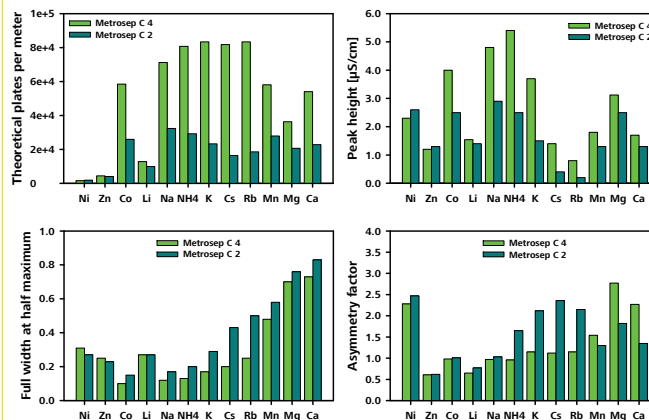 Theoretical plates per meter
1e+5
8e+4
6e+4
4e+4
2e+4
0
Metrosep C 4
Metrosep C 2
Ni Zn Co Li Na NH4 K Cs Rb Mn Mg Ca
Peak height [µS/cm]
6.0
5.0
4.0
3.0
2.0
1.0
0.0
Metrosep C 4
Metrosep C 2
Ni Zn Co Li Na NH4 K Cs Rb Mn Mg Ca
Full width at half maximum
1.0
0.8
0.6
0.4
0.2
0.0
Metrosep C 4
Metrosep C 2
Ni Zn Co Li Na NH4 K Cs Rb Mn Mg Ca
Asymmetry factor
4.0
3.5
3.0
2.5
2.0
1.5
1.0
0.5
0.0
Metrosep C 4
Metrosep C 2
Ni Zn Co Li Na NH4 K Cs Rb Mn Mg Ca